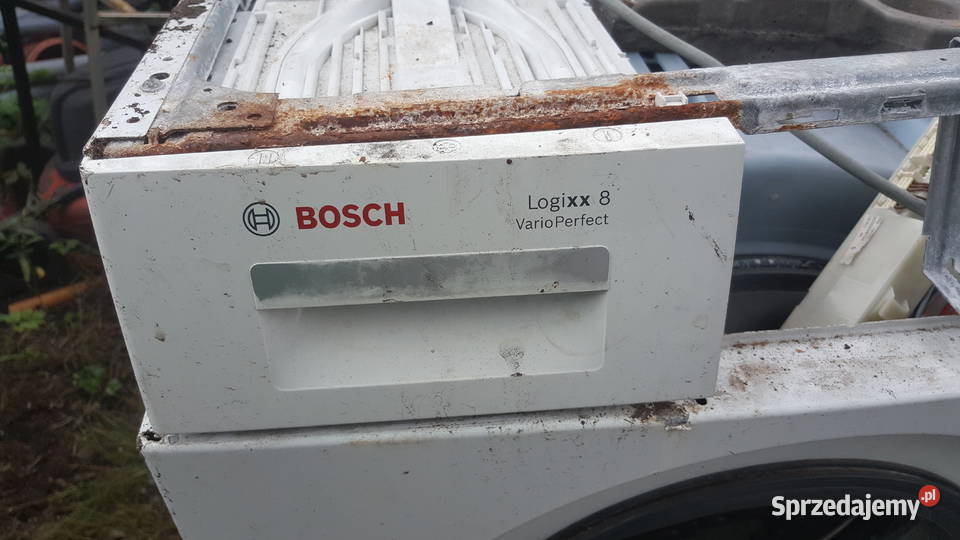 BOSCH
Logixx 8
VarioPerfect
Sprzedajemy.pl